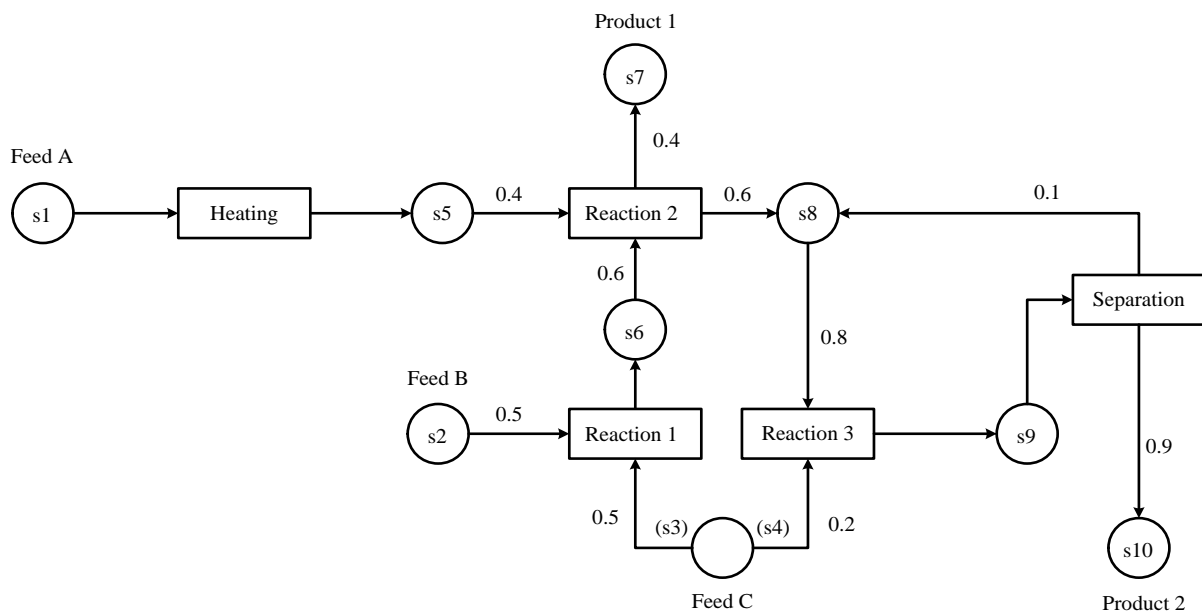 Product 1
s7
0.4
Feed A
s1
Heating
s5
0.4
Reaction 2
0.6
s8
0.1
0.6
Separation
s6
0.8
Feed B
s2
0.5
Reaction 1
Reaction 3
s9
0.9
0.5
(s3)
(s4)
0.2
s10
Feed C
Product 2